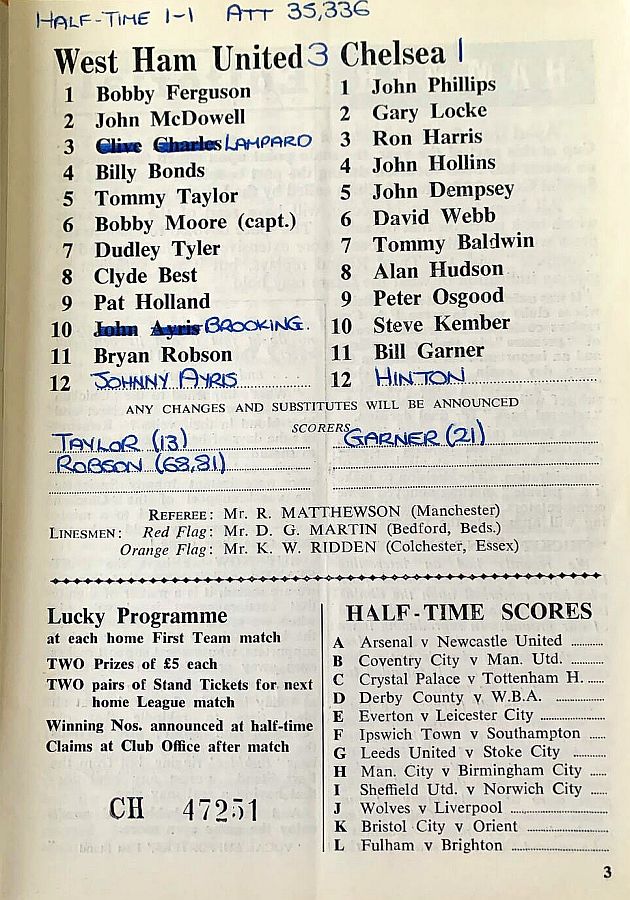 HALF-TIME 1-1 ATT 35,336
West Ham United 3 Chelsea 1
1 Bobby Ferguson
2 John McDowell
3 Clive Charles LAMPARD
4 Billy Bonds
5 Tommy Taylor
6 Bobby Moore (capt.)
7 Dudley Tyler
8 Clyde Best
9 Pat Holland
10 John Ayris BROOKING.
11 Bryan Robson
12 JOHNNY AYRIS
1 John Phillips
2 Gary Locke
3 Ron Harris
4 John Hollins
5 John Dempsey
6 David Webb
7 Tommy Baldwin
8 Alan Hudson
9 Peter Osgood
10 Steve Kember
11 Bill Garner
12 HINTON
ANY CHANGES AND SUBSTITUTES WILL BE ANNOUNCED
SCORERS
TAYLOR (13) GARNER (21)
ROBSON (63,81)
REFEREE: Mr. R. MATTHEWSON (Manchester)
LINESMEN: Red Flag: Mr. D. G. MARTIN (Bedford, Beds.)
Orange Flag: Mr. K. W. RIDDEN (Colchester, Essex)
Lucky Programme
at each home First Team match
TWO Prizes of £5 each
TWO pairs of Stand Tickets for next
home League match
Winning Nos. announced at half-time
Claims at Club Office after match
CH 47251
HALF-TIME SCORES
A Arsenal v Newcastle United
B Coventry City v Man. Utd.
C Crystal Palace v Tottenham H.
D Derby County v W.B.A.
E Everton v Leicester City
F Ipswich Town v Southampton
G Leeds United v Stoke City
H Man. City v Birmingham City
I Sheffield Utd. v Norwich City
J Wolves v Liverpool
K Bristol City v Orient
L Fulham v Brighton
3